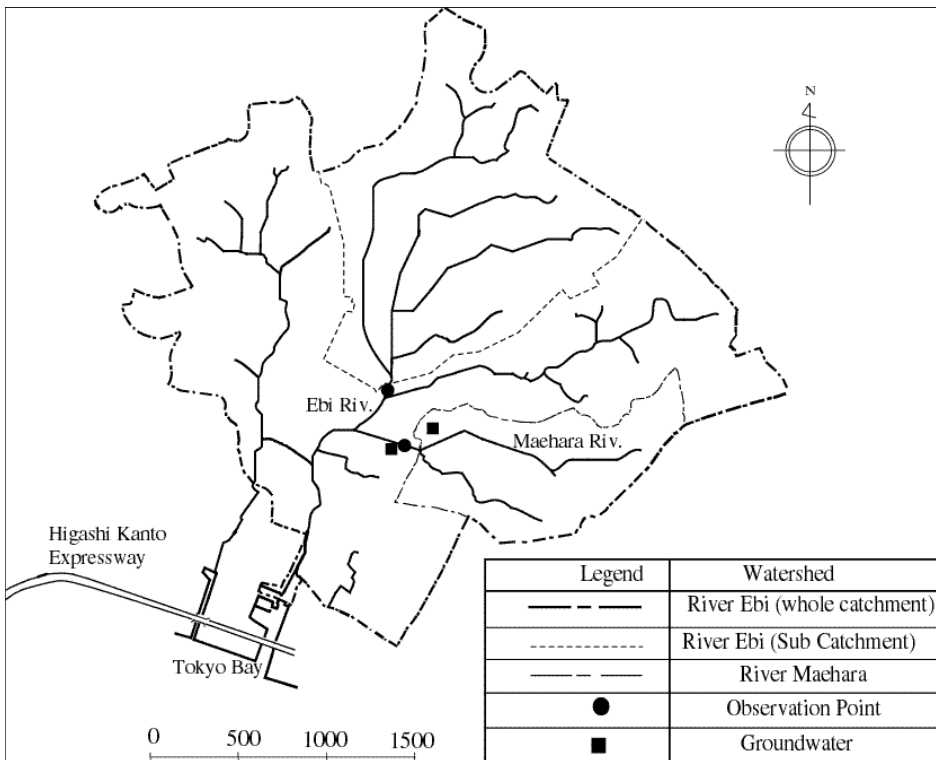 N
Ebi Riv.
Maehara Riv.
Higashi Kanto
Expressway
Tokyo Bay
0 500 1000 1500
Legend Watershed
River Ebi (whole catchment)
River Ebi (Sub Catchment)
River Maehara
Observation Point
Groundwater